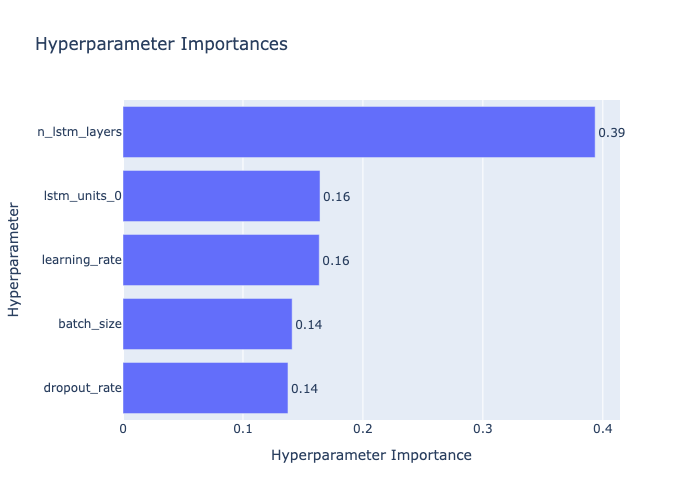 Hyperparameter Importances
Hyperparameter
n_lstm_layers 0.39
lstm_units_0 0.16
learning_rate 0.16
batch_size 0.14
dropout_rate 0.14
0 0.1 0.2 0.3 0.4
Hyperparameter Importance